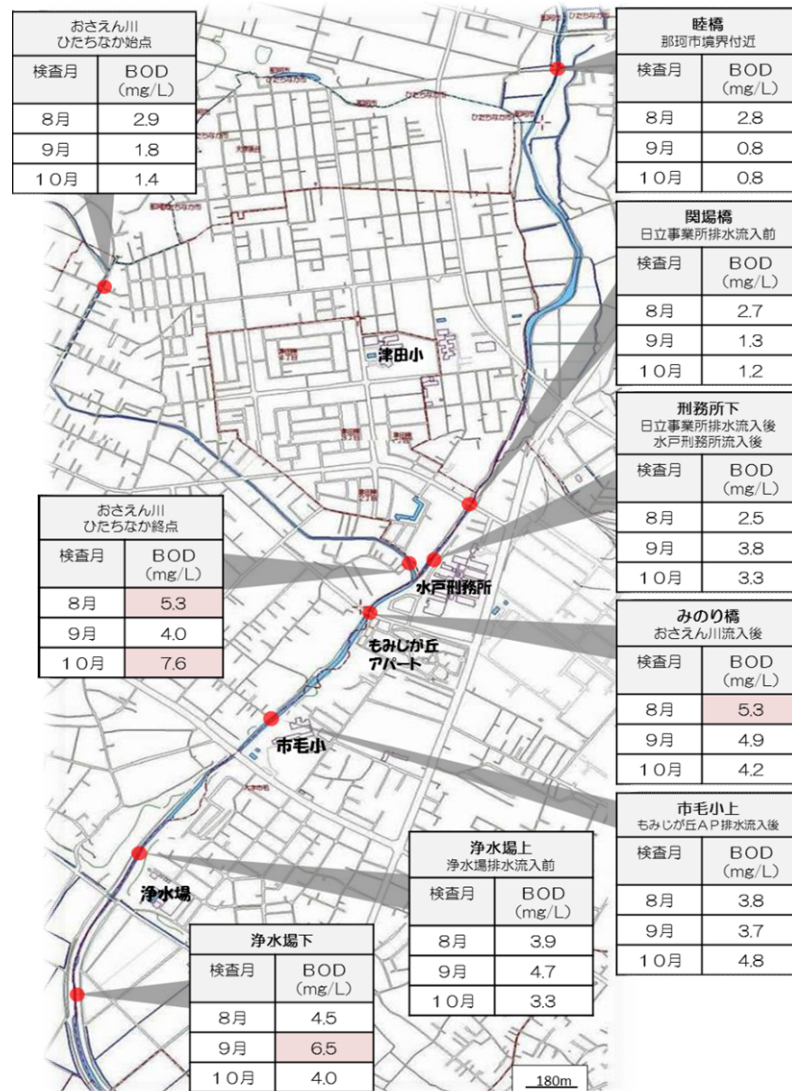 おさえん川
ひたちなか始点
検査月 BOD
(mg/L)
8月 2.9
9月 1.8
10月 1.4
睦橋
那珂市境界付近
検査月 BOD
(mg/L)
8月 2.8
9月 0.8
10月 0.8
関場橋
日立事業所排水流入前
検査月 BOD
(mg/L)
8月 2.7
9月 1.3
10月 1.2
津田小
刑務所下
日立事業所排水流入後
水戸刑務所流入後
検査月 BOD
(mg/L)
8月 2.5
9月 3.8
10月 3.3
おさえん川
ひたちなか終点
検査月 BOD
(mg/L)
8月 5.3
9月 4.0
10月 7.6
水戸刑務所
もみじが丘
アパート
みのり橋
おさえん川流入後
検査月 BOD
(mg/L)
8月 5.3
9月 4.9
10月 4.2
市毛小
市毛小上
もみじが丘AP排水流入後
検査月 BOD
(mg/L)
8月 3.8
9月 3.7
10月 4.8
浄水場上
浄水場排水流入前
検査月 BOD
(mg/L)
8月 3.9
9月 4.7
10月 3.3
浄水場
浄水場下
検査月 BOD
(mg/L)
8月 4.5
9月 6.5
10月 4.0
180m